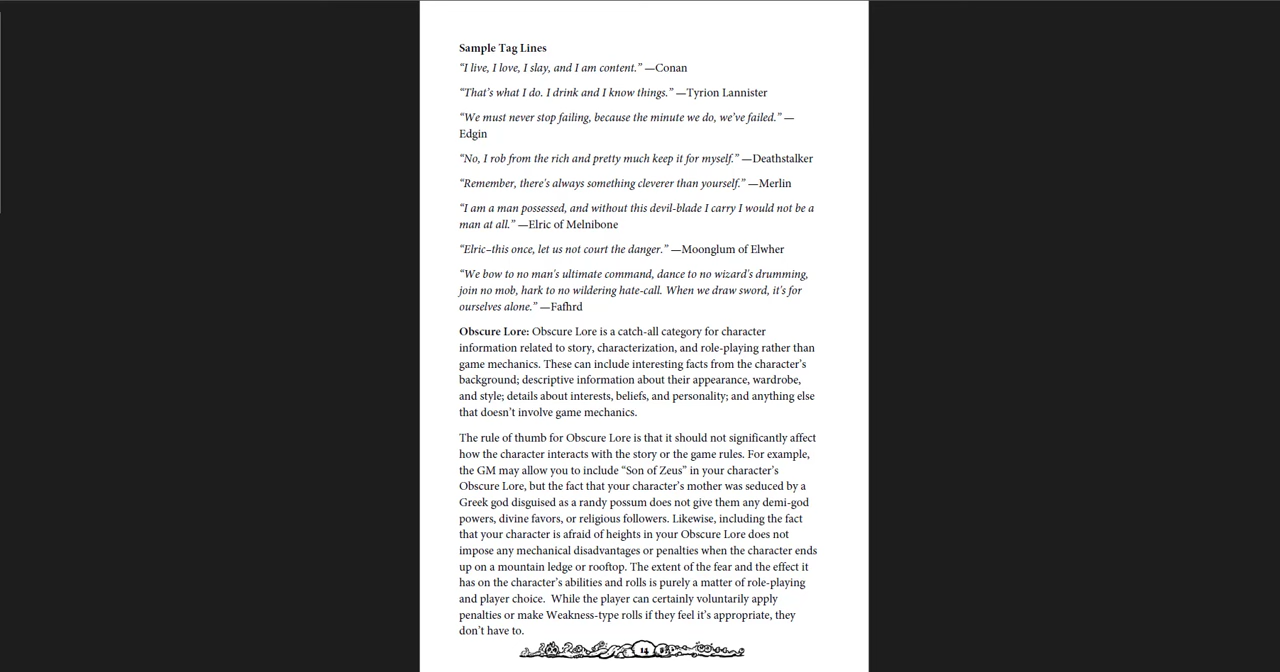 Sample Tag Lines
“I live, I love, I slay, and I am content.” —Conan
“That’s what I do. I drink and I know things.” —Tyrion Lannister
“We must never stop failing, because the minute we do, we’ve failed.” —
Edgin
“No, I rob from the rich and pretty much keep it for myself.” —Deathstalker
“Remember, there’s always something cleverer than yourself.” —Merlin
“I am a man possessed, and without this devil-blade I carry I would not be a
man at all.” —Elric of Melnibone
“Elric–this once, let us not court the danger.” —Moonglum of Elwher
“We bow to no man's ultimate command, dance to no wizard's drumming,
join no mob, hark to no wildering hate-call. When we draw sword, it's for
ourselves alone.” —Fafhrd
Obscure Lore: Obscure Lore is a catch-all category for character
information related to story, characterization, and role-playing rather than
game mechanics. These can include interesting facts from the character’s
background; descriptive information about their appearance, wardrobe,
and style; details about interests, beliefs, and personality; and anything else
that doesn’t involve game mechanics.
The rule of thumb for Obscure Lore is that it should not significantly affect
how the character interacts with the story or the game rules. For example,
the GM may allow you to include “Son of Zeus” in your character’s
Obscure Lore, but the fact that your character’s mother was seduced by a
Greek god disguised as a randy possum does not give them any demi-god
powers, divine favors, or religious followers. Likewise, including the fact
that your character is afraid of heights in your Obscure Lore does not
impose any mechanical disadvantages or penalties when the character ends
up on a mountain ledge or rooftop. The extent of the fear and the effect it
has on the character’s abilities and rolls is purely a matter of role-playing
and player choice.  While the player can certainly voluntarily apply
penalties or make Weakness-type rolls if they feel it’s appropriate, they
don’t have to.
14